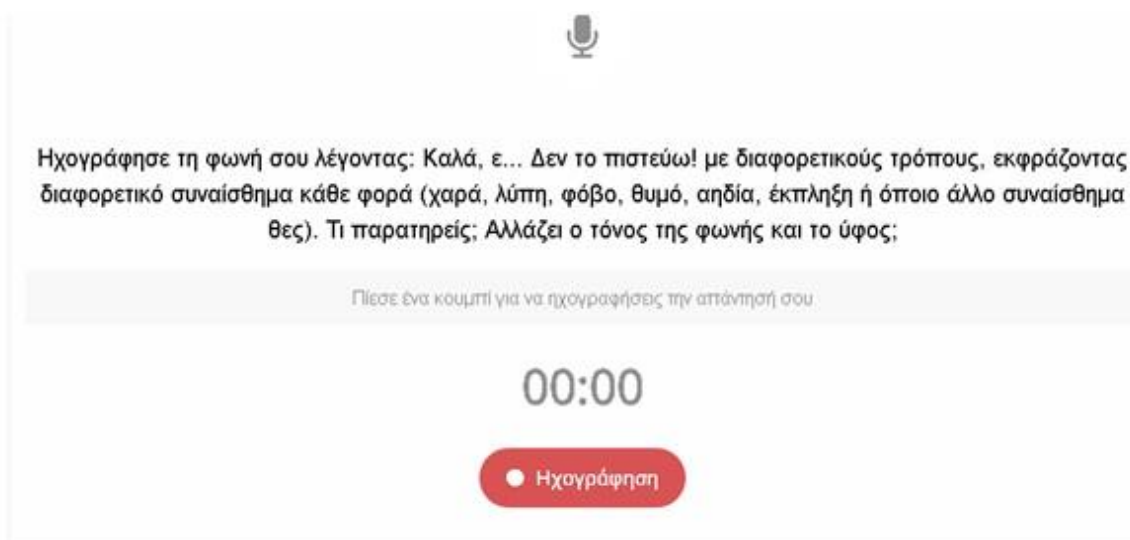 Ηχογράφησε τη φωνή σου λέγοντας: Καλά, ε... Δεν το πιστεύω! με διαφορετικούς τρόπους, εκφράζοντας
διαφορετικό συναίσθημα κάθε φορά (χαρά, λύπη, φόβο, θυμό, αηδία, έκπληξη ή όποιο άλλο συναίσθημα
θες). Τι παρατηρείς; Αλλάζει ο τόνος της φωνής και το ύφος;
Πίεσε ένα κουμπί για να ηχογραφήσεις την απάντησή σου
00:00
Ηχογράφηση